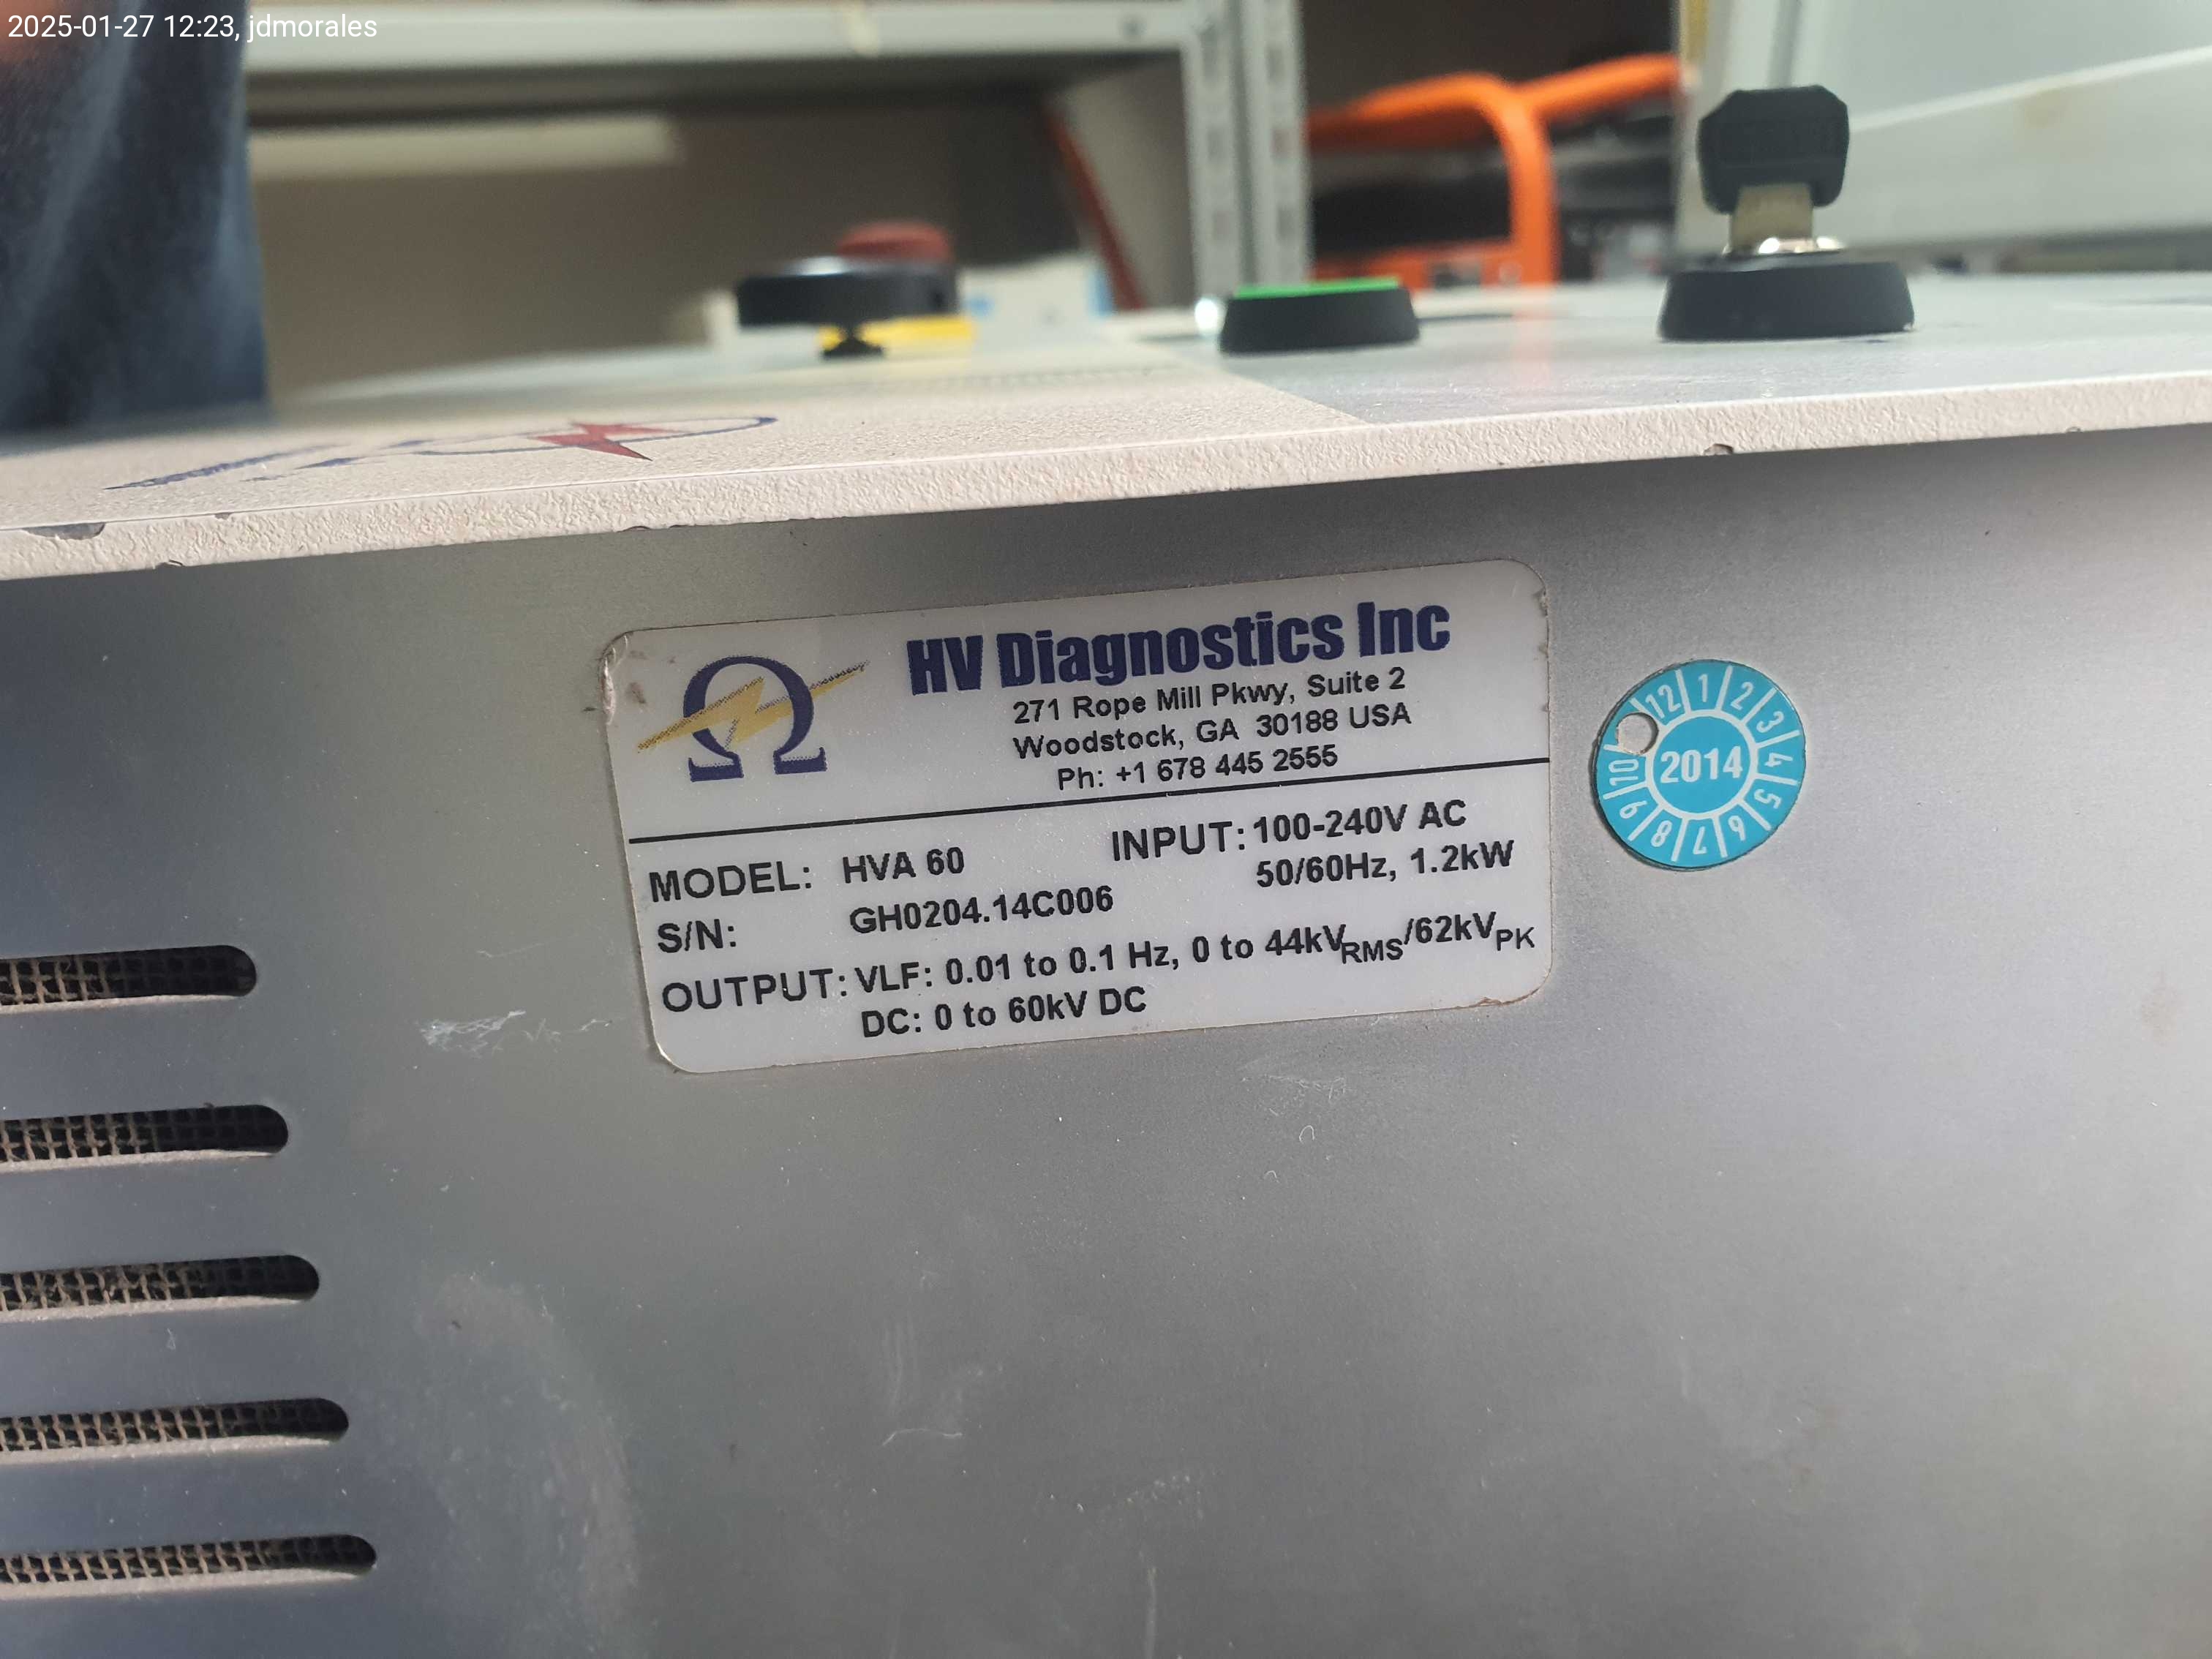 2025-01-27 12:23, jdmorales
Ω
HV Diagnostics Inc
271 Rope Mill Pkwy, Suite 2
Woodstock, GA 30188 USA
Ph: +1 678 445 2555
MODEL: HVA 60
INPUT: 100-240V AC
50/60Hz, 1.2kW
S/N: GH0204.14C006
OUTPUT: VLF: 0.01 to 0.1 Hz, 0 to 44kVRMS/62kVPK
DC: 0 to 60kV DC
12 1 2 3 4 5 6 7 8 9 10
2014